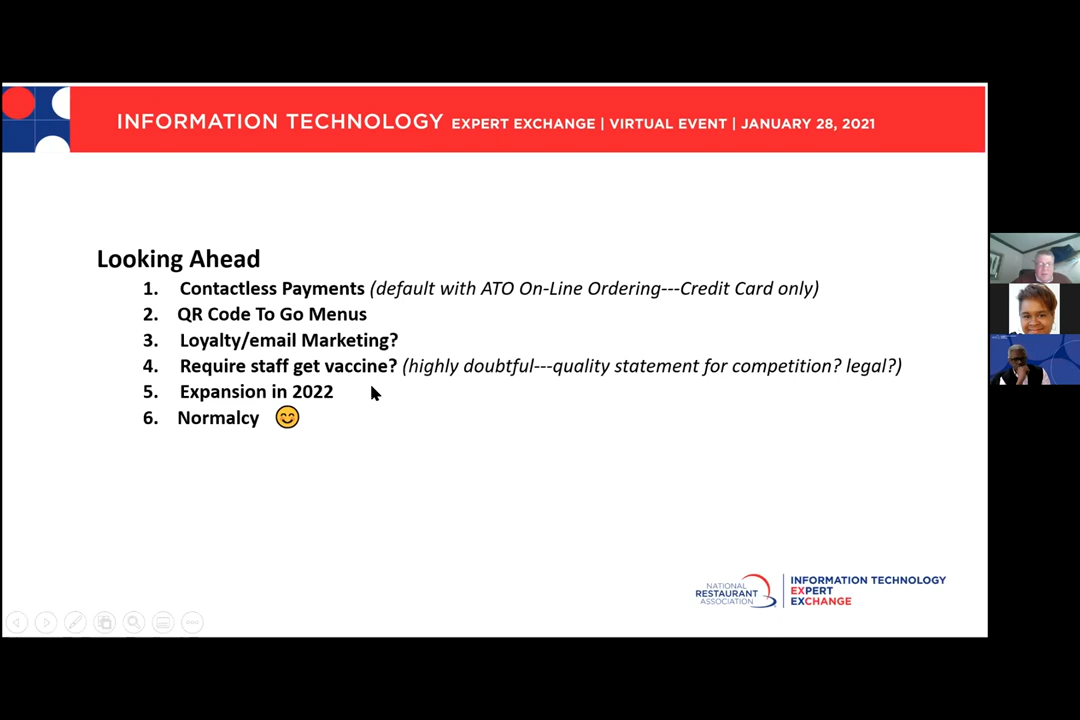 INFORMATION TECHNOLOGY EXPERT EXCHANGE | VIRTUAL EVENT | JANUARY 28, 2021
Looking Ahead
1. Contactless Payments (default with ATO On-Line Ordering---Credit Card only)
2. QR Code To Go Menus
3. Loyalty/email Marketing?
4. Require staff get vaccine? (highly doubtful---quality statement for competition? legal?)
5. Expansion in 2022
6. Normalcy 😊
NATIONAL
RESTAURANT
ASSOCIATION
INFORMATION TECHNOLOGY
EXPERT
EXCHANGE